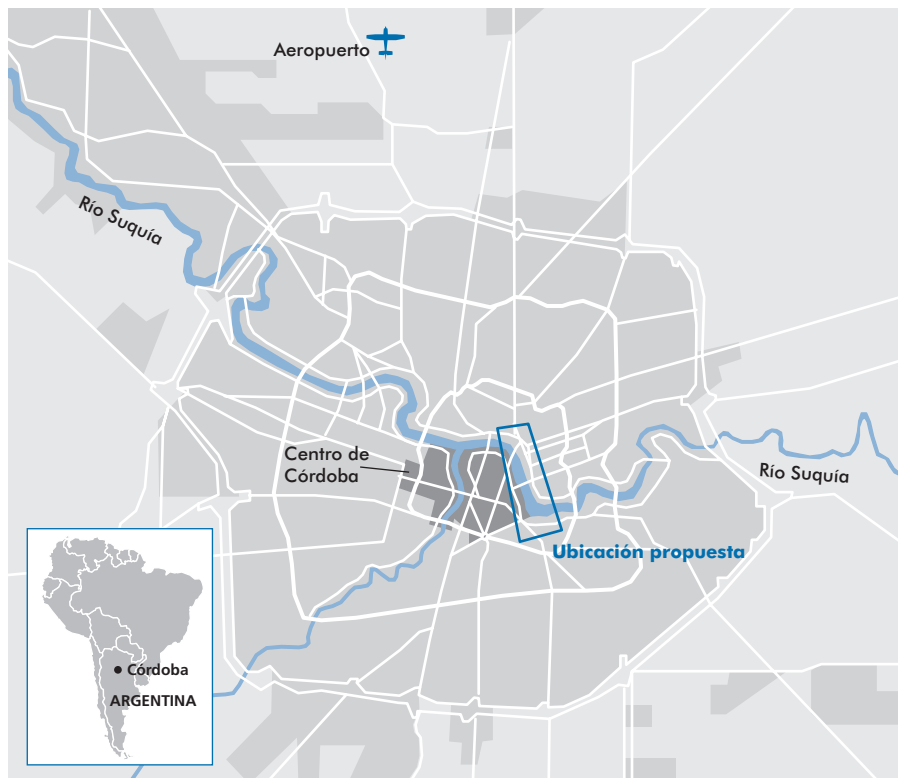 Aeropuerto
Río Suquía
Centro de
Córdoba
Río Suquía
Ubicación propuesta
Córdoba
ARGENTINA